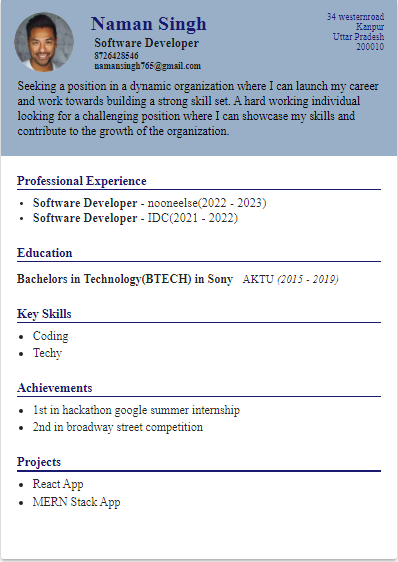 Naman Singh
Software Developer
8726428546
namansingh765@gmail.com
34 westernroad
Kanpur
Uttar Pradesh
200010
Seeking a position in a dynamic organization where I can launch my career
and work towards building a strong skill set. A hard working individual
looking for a challenging position where I can showcase my skills and
contribute to the growth of the organization.
Professional Experience
• Software Developer - nooneelse(2022 - 2023)
• Software Developer - IDC(2021 - 2022)
Education
Bachelors in Technology(BTECH) in Sony AKTU (2015 - 2019)
Key Skills
• Coding
• Techy
Achievements
• 1st in hackathon google summer internship
• 2nd in broadway street competition
Projects
• React App
• MERN Stack App